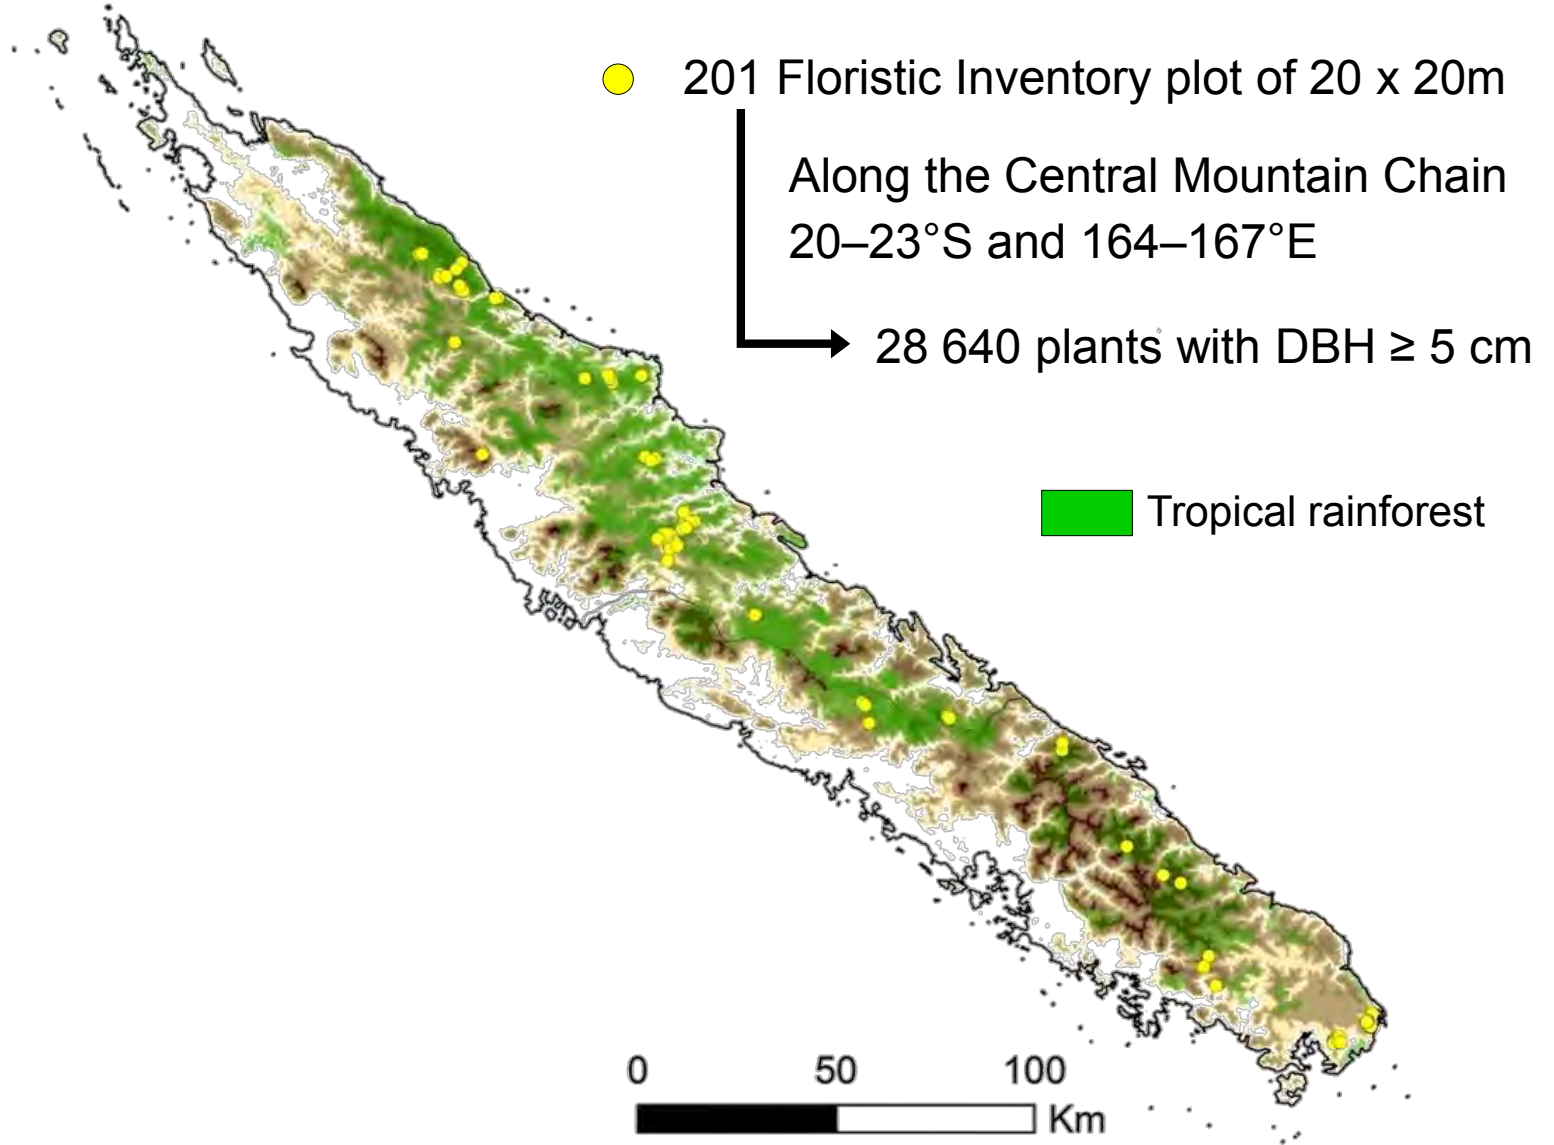 201 Floristic Inventory plot of 20 x 20m
Along the Central Mountain Chain
20–23°S and 164–167°E
28 640 plants with DBH ≥ 5 cm
Tropical rainforest
0 50 100
Km